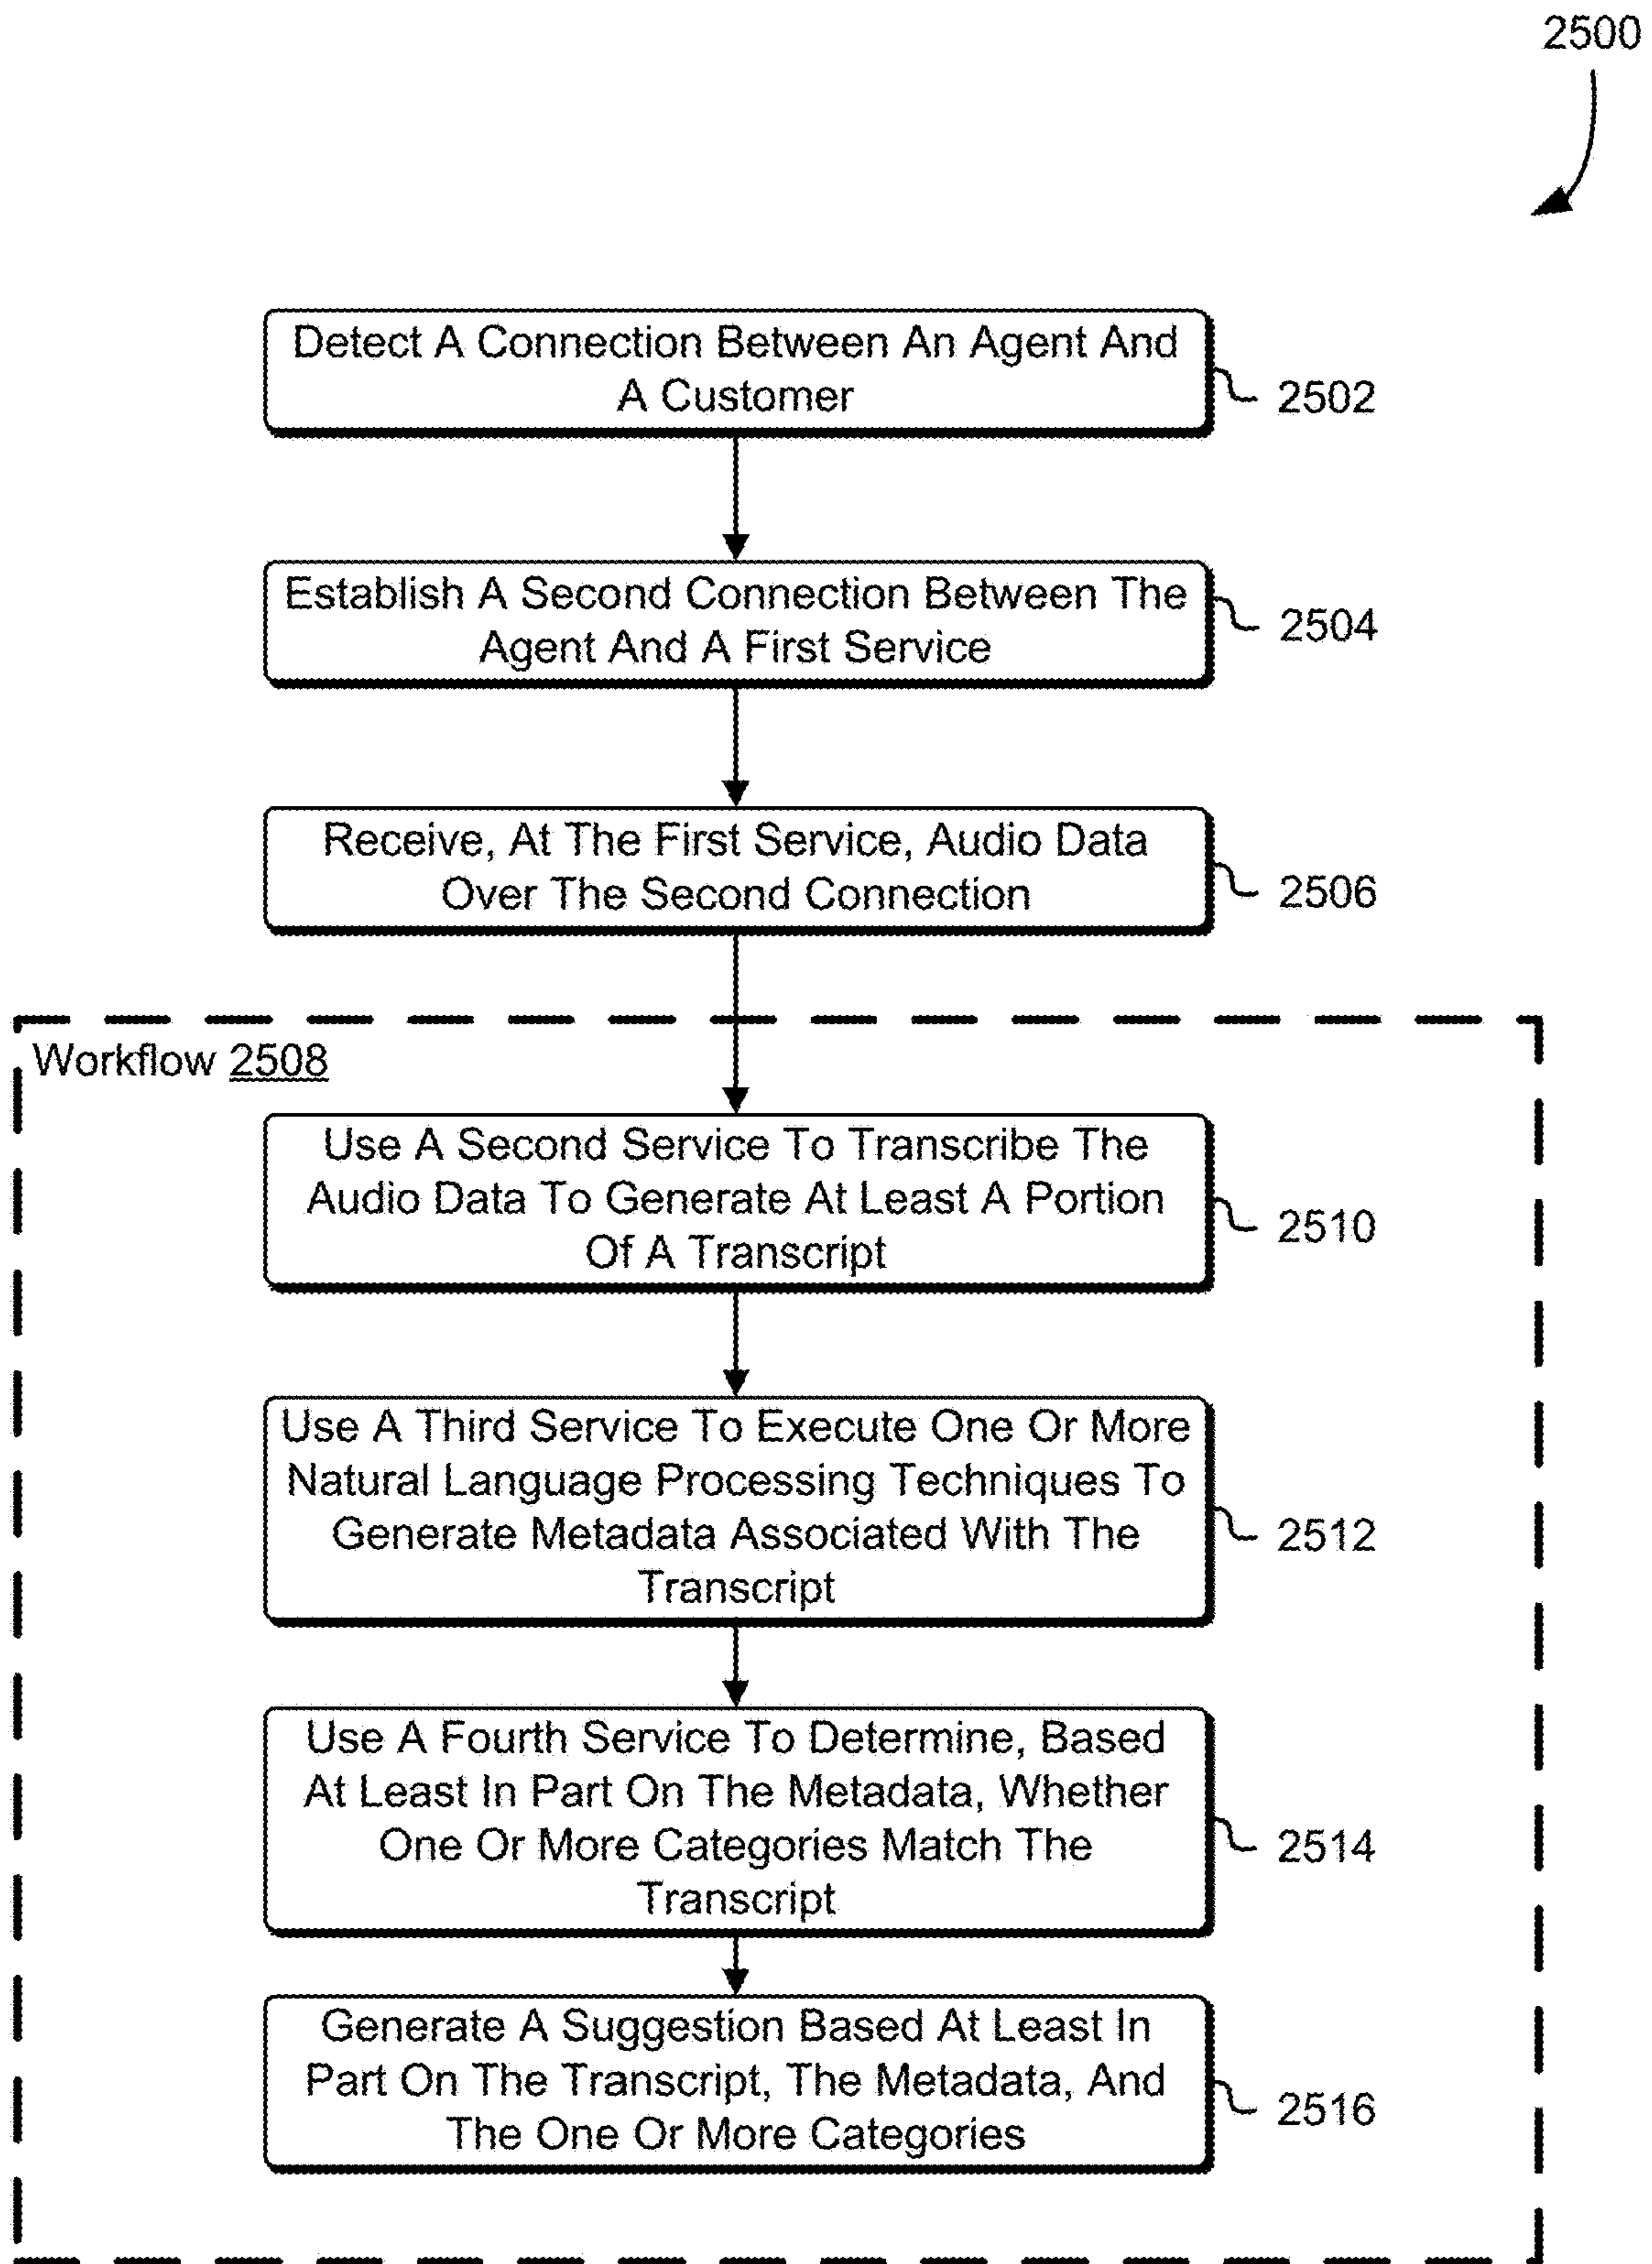 2500
Detect A Connection Between An Agent And
A Customer
2502
Establish A Second Connection Between The
Agent And A First Service
2504
Receive, At The First Service, Audio Data
Over The Second Connection
2506
Workflow 2508
Use A Second Service To Transcribe The
Audio Data To Generate At Least A Portion
Of A Transcript
2510
Use A Third Service To Execute One Or More
Natural Language Processing Techniques To
Generate Metadata Associated With The
Transcript
2512
Use A Fourth Service To Determine, Based
At Least In Part On The Metadata, Whether
One Or More Categories Match The
Transcript
2514
Generate A Suggestion Based At Least In
Part On The Transcript, The Metadata, And
The One Or More Categories
2516